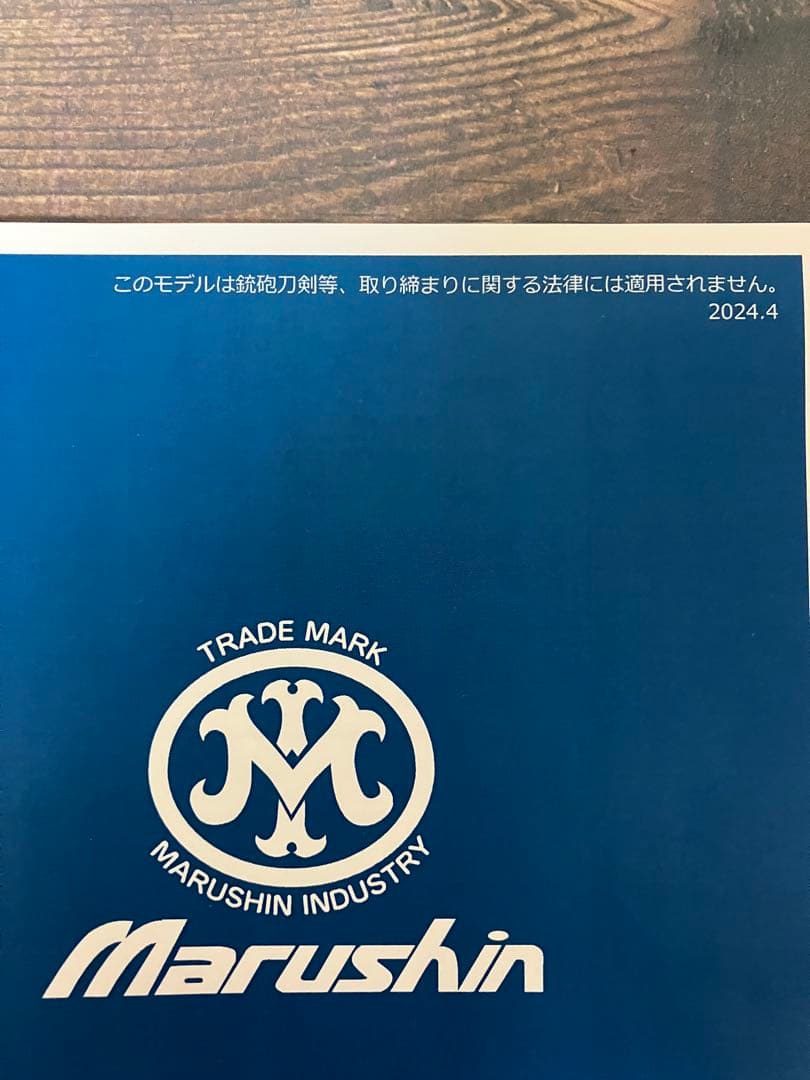 このモデルは銃砲刀剣等、取り締まりに関する法律には適用されません。
2024.4
TRADE MARK
M
MARUSHIN INDUSTRY
Marushin